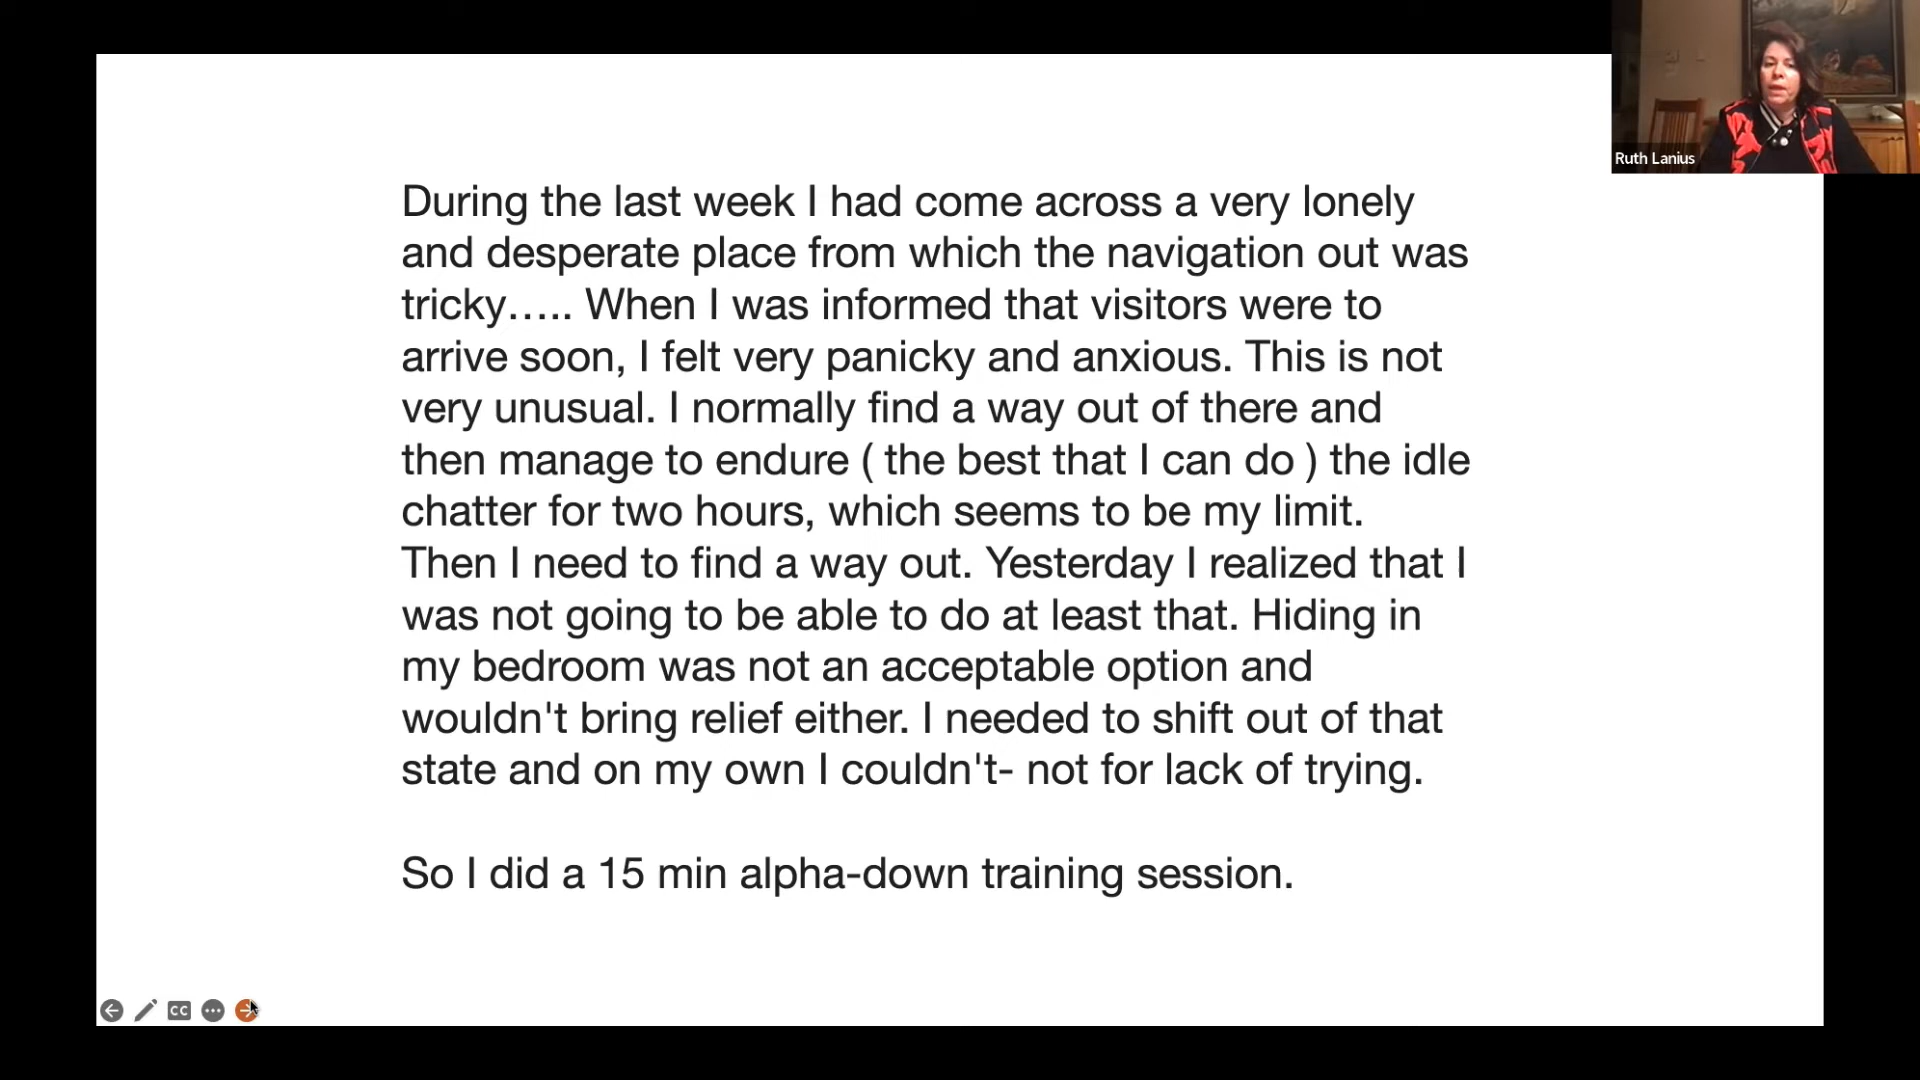 Ruth Lanius
During the last week I had come across a very lonely
and desperate place from which the navigation out was
tricky….. When I was informed that visitors were to
arrive soon, I felt very panicky and anxious. This is not
very unusual. I normally find a way out of there and
then manage to endure ( the best that I can do ) the idle
chatter for two hours, which seems to be my limit.
Then I need to find a way out. Yesterday I realized that I
was not going to be able to do at least that. Hiding in
my bedroom was not an acceptable option and
wouldn't bring relief either. I needed to shift out of that
state and on my own I couldn't- not for lack of trying.
So I did a 15 min alpha-down training session.
CC